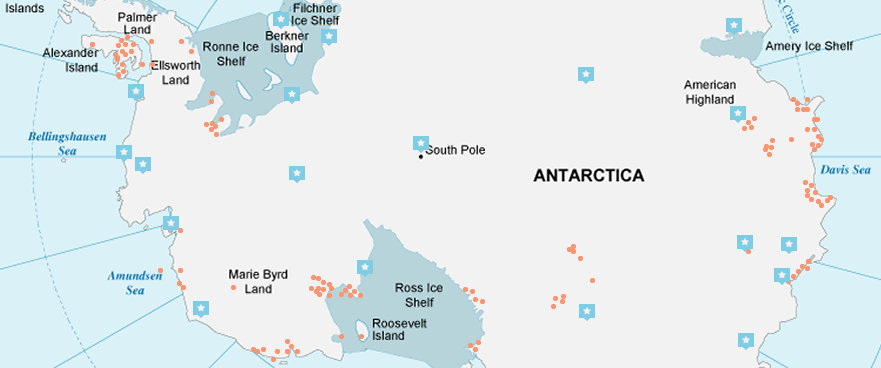 Islands
Palmer
Land
Filchner
Ice Shelf
Berkner
Island
Ronne Ice
Shelf
Alexander
Island
Ellsworth
Land
c Circle
Amery Ice Shelf
American
Highland
Bellingshausen
Sea
South Pole
ANTARCTICA
Davis Sea
Amundsen
Sea
Marie Byrd
Land
Ross Ice
Shelf
Roosevelt
Island